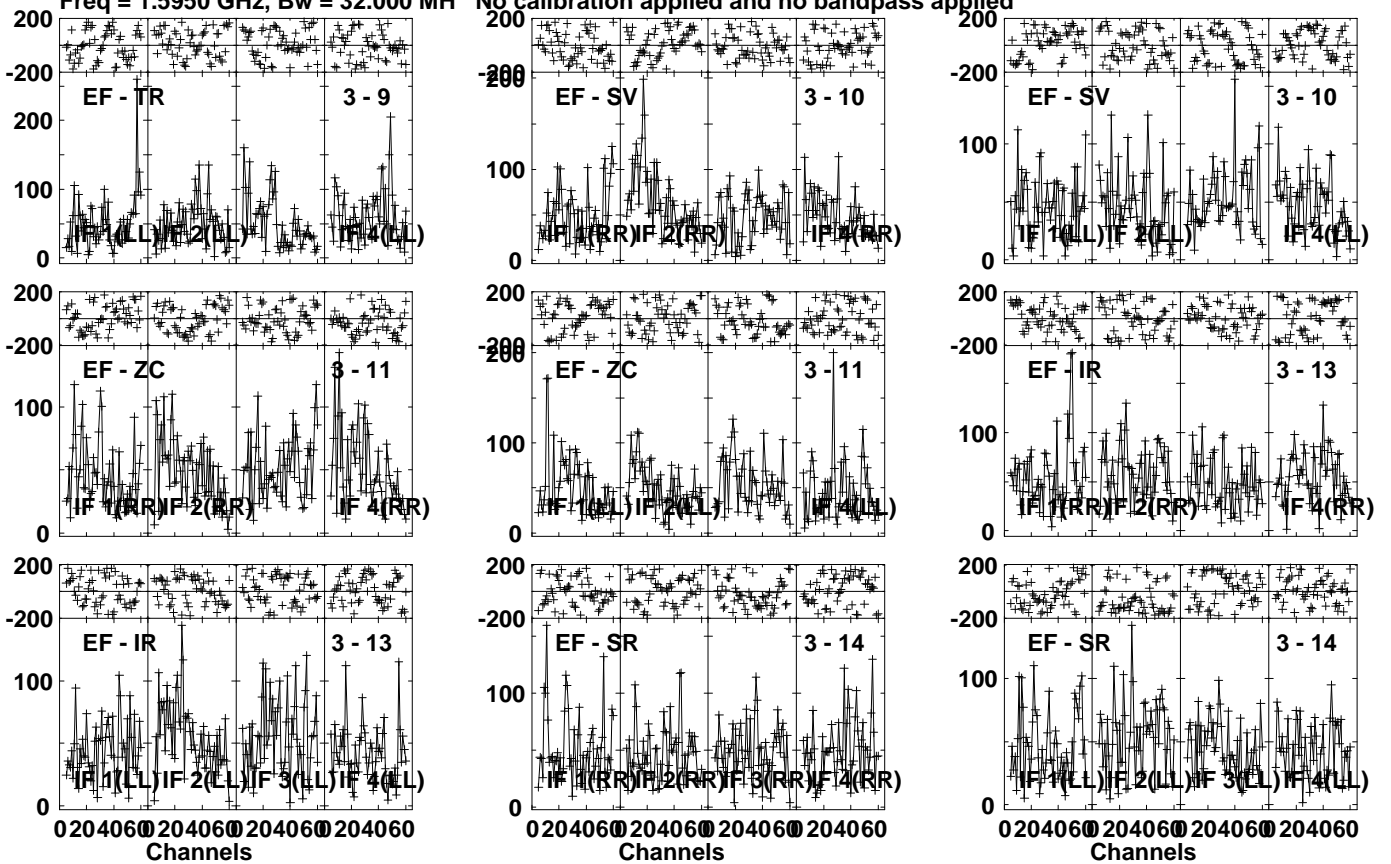 Freq = 1.5950 GHz, Bw = 32.000 MH No calibration applied and no bandpass applied
200
-200
EF - TR 3 - 9
200
100
0
IF 1(LL) IF 2(LL) IF 4(LL)
200
-200
200
EF - SV 3 - 10
100
0
IF 1(RR) IF 2(RR) IF 4(RR)
200
-200
EF - SV 3 - 10
100
0
IF 1(LL) IF 2(LL) IF 4(LL)
200
-200
EF - ZC 3 - 11
100
0
IF 1(RR) IF 2(RR) IF 4(RR)
200
-200
200
EF - ZC 3 - 11
100
0
IF 1(LL) IF 2(LL) IF 4(LL)
200
-200
EF - IR 3 - 13
100
0
IF 1(RR) IF 2(RR) IF 4(RR)
200
-200
EF - IR 3 - 13
100
0
IF 1(LL) IF 2(LL) IF 3(LL) IF 4(LL)
0 20 40 60 0 20 40 60 0 20 40 60 0 20 40 60
Channels
200
-200
EF - SR 3 - 14
100
0
IF 1(RR) IF 2(RR) IF 3(RR) IF 4(RR)
0 20 40 60 0 20 40 60 0 20 40 60 0 20 40 60
Channels
200
-200
EF - SR 3 - 14
100
0
IF 1(LL) IF 2(LL) IF 3(LL) IF 4(LL)
0 20 40 60 0 20 40 60 0 20 40 60 0 20 40 60
Channels